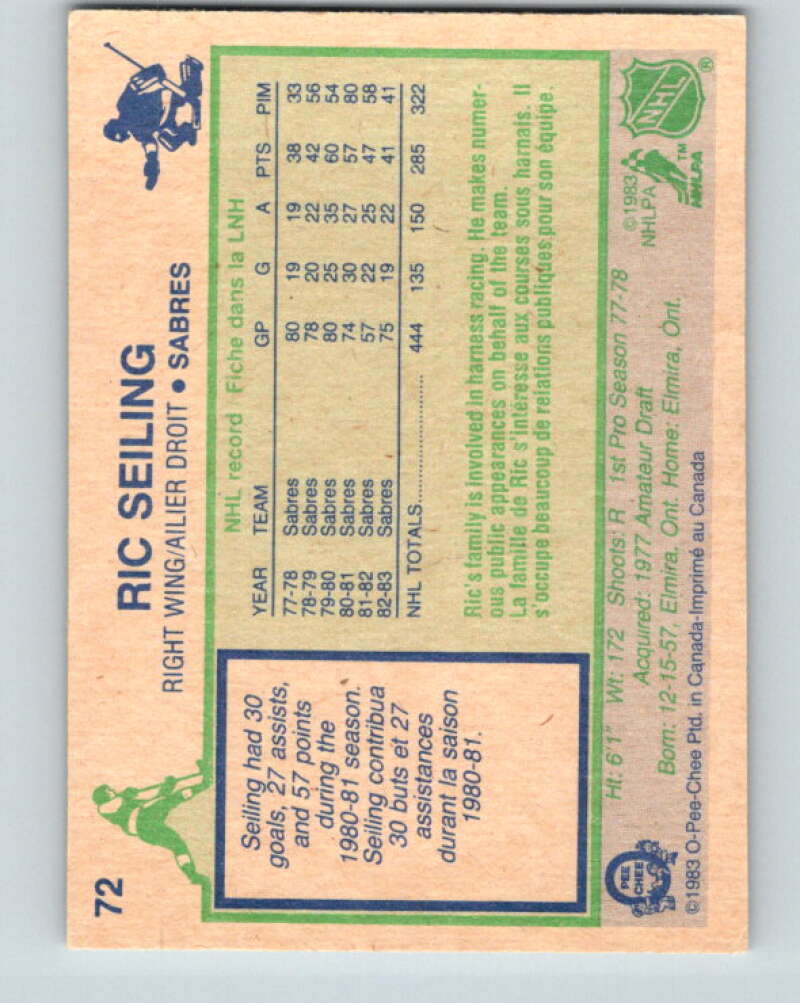 72
RIC SEILING
RIGHT WING/AILIER DROIT • SABRES
Seiling had 30
goals, 27 assists,
and 57 points
during the
1980-81 season.
Seiling contribua
30 buts et 27
assistances
durant la saison
1980-81.
NHL record Fiche dans la LNH
YEAR TEAM GP G A PTS PIM
77-78 Sabres 80 19 19 38 33
78-79 Sabres 78 20 22 42 56
79-80 Sabres 80 25 35 60 54
80-81 Sabres 74 30 27 57 80
81-82 Sabres 57 22 25 47 58
82-83 Sabres 75 19 22 41 41
NHL TOTALS.................... 444 135 150 285 322
Ric's family is involved in harness racing. He makes numer-
ous public appearances on behalf of the team.
La famille de Ric s'intéresse aux courses sous harnais. Il
s'occupe beaucoup de relations publiques pour son équipe.
Ht: 6'1" Wt: 172 Shoots: R 1st Pro Season 77-78
Acquired: 1977 Amateur Draft
Born: 12-15-57, Elmira, Ont. Home: Elmira, Ont.
©1983 O-Pee-Chee Ptd. in Canada-Imprimé au Canada
PEE
CHEE
©1983
NHLPA
NHL ®
NHLPA ™